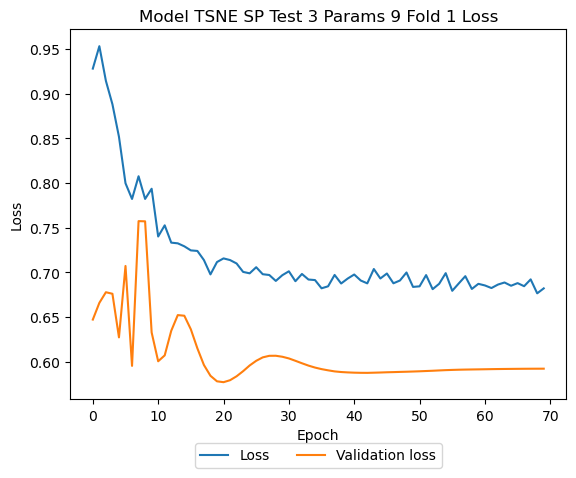 Model TSNE SP Test 3 Params 9 Fold 1 Loss
0.95
0.90
0.85
0.80
0.75
0.70
0.65
0.60
Loss
0 10 20 30 40 50 60 70
Epoch
Loss Validation loss